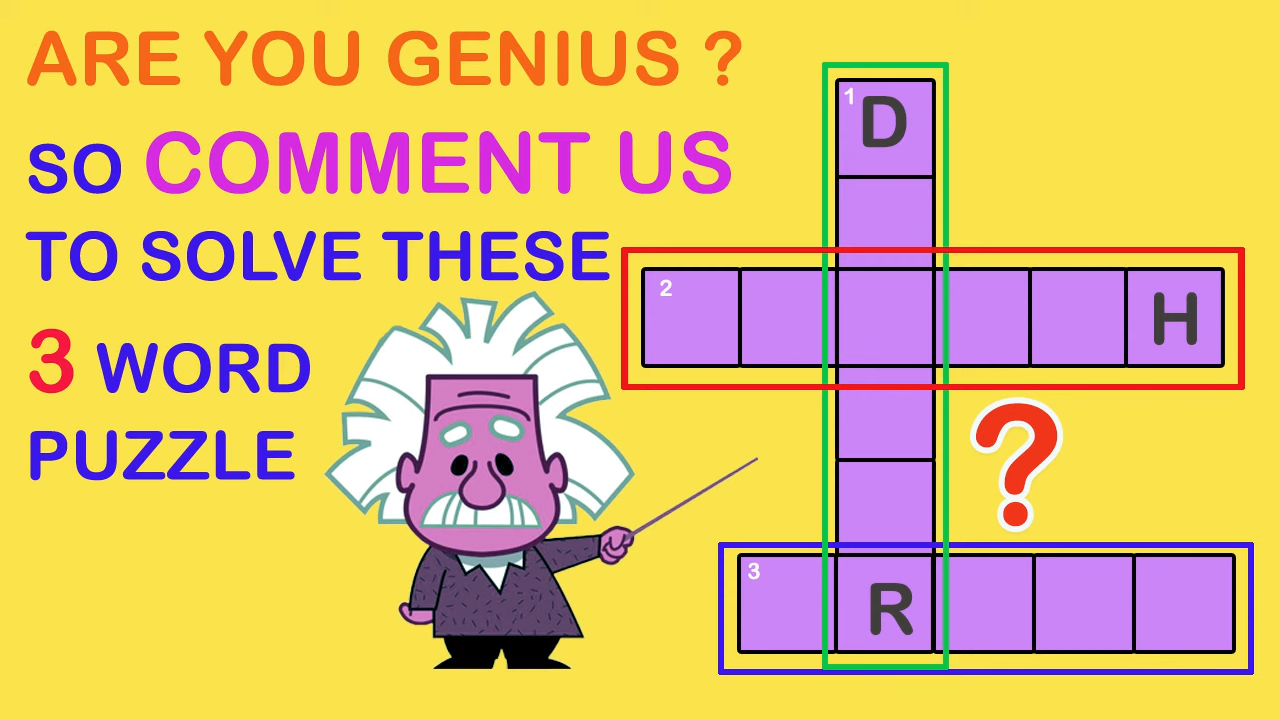 ARE YOU GENIUS ?
SO COMMENT US
TO SOLVE THESE
3 WORD
PUZZLE
1 D
2 H
?
3 R